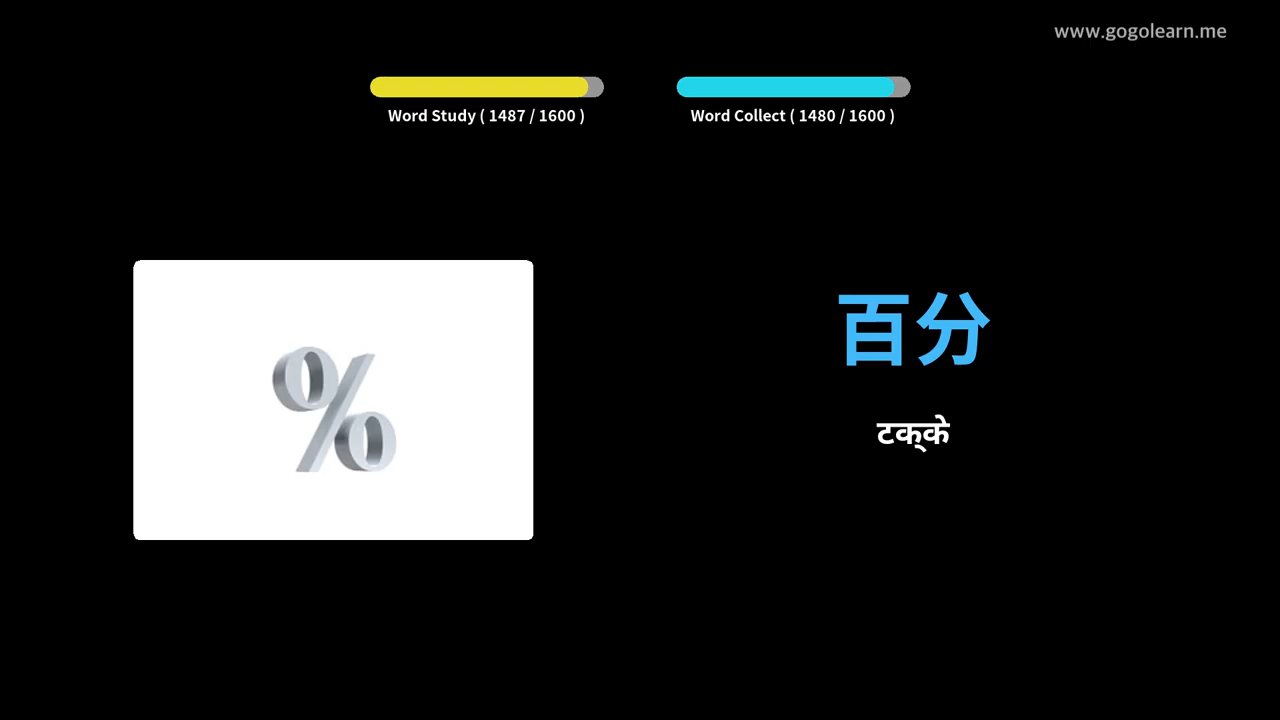 www.gogolearn.me
Word Study ( 1487 / 1600 )
Word Collect ( 1480 / 1600 )
%
百分
टक्के